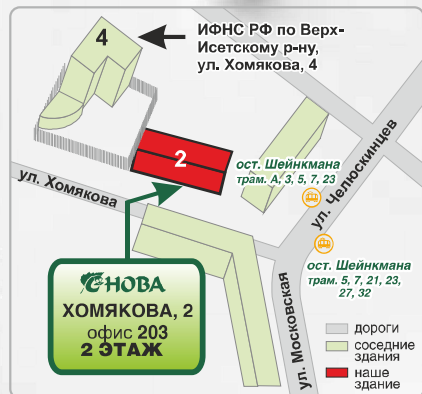 4
ИФНС РФ по Верх-
Исетскому р-ну,
ул. Хомякова, 4
2
ост. Шейнкмана
трам. А, 3, 5, 7, 23
ул. Челюскинцев
ул. Хомякова
ост. Шейнкмана
трам. 5, 7, 21, 23,
27, 32
ул. Московская
СНОВА
ХОМЯКОВА, 2
офис 203
2 ЭТАЖ
дороги
соседние
здания
наше
здание